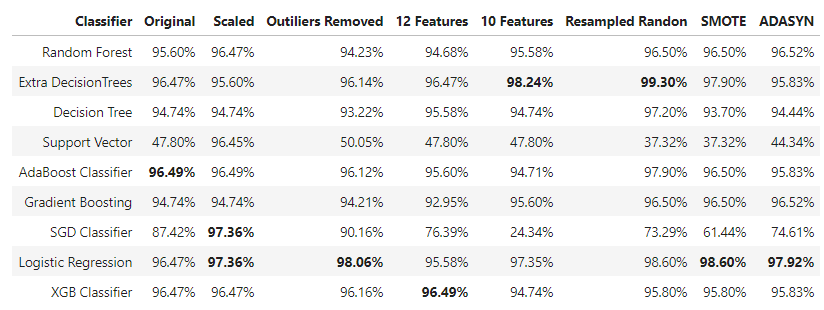 Classifier Original Scaled Outiliers Removed 12 Features 10 Features Resampled Randon SMOTE ADASYN
Random Forest 95.60% 96.47% 94.23% 94.68% 95.58% 96.50% 96.50% 96.52%
Extra DecisionTrees 96.47% 95.60% 96.14% 96.47% 98.24% 99.30% 97.90% 95.83%
Decision Tree 94.74% 94.74% 93.22% 95.58% 94.74% 97.20% 93.70% 94.44%
Support Vector 47.80% 96.45% 50.05% 47.80% 47.80% 37.32% 37.32% 44.34%
AdaBoost Classifier 96.49% 96.49% 96.12% 95.60% 94.71% 97.90% 96.50% 95.83%
Gradient Boosting 94.74% 94.74% 94.21% 92.95% 95.60% 96.50% 96.50% 96.52%
SGD Classifier 87.42% 97.36% 90.16% 76.39% 24.34% 73.29% 61.44% 74.61%
Logistic Regression 96.47% 97.36% 98.06% 95.58% 97.35% 98.60% 98.60% 97.92%
XGB Classifier 96.47% 96.47% 96.16% 96.49% 94.74% 95.80% 95.80% 95.83%